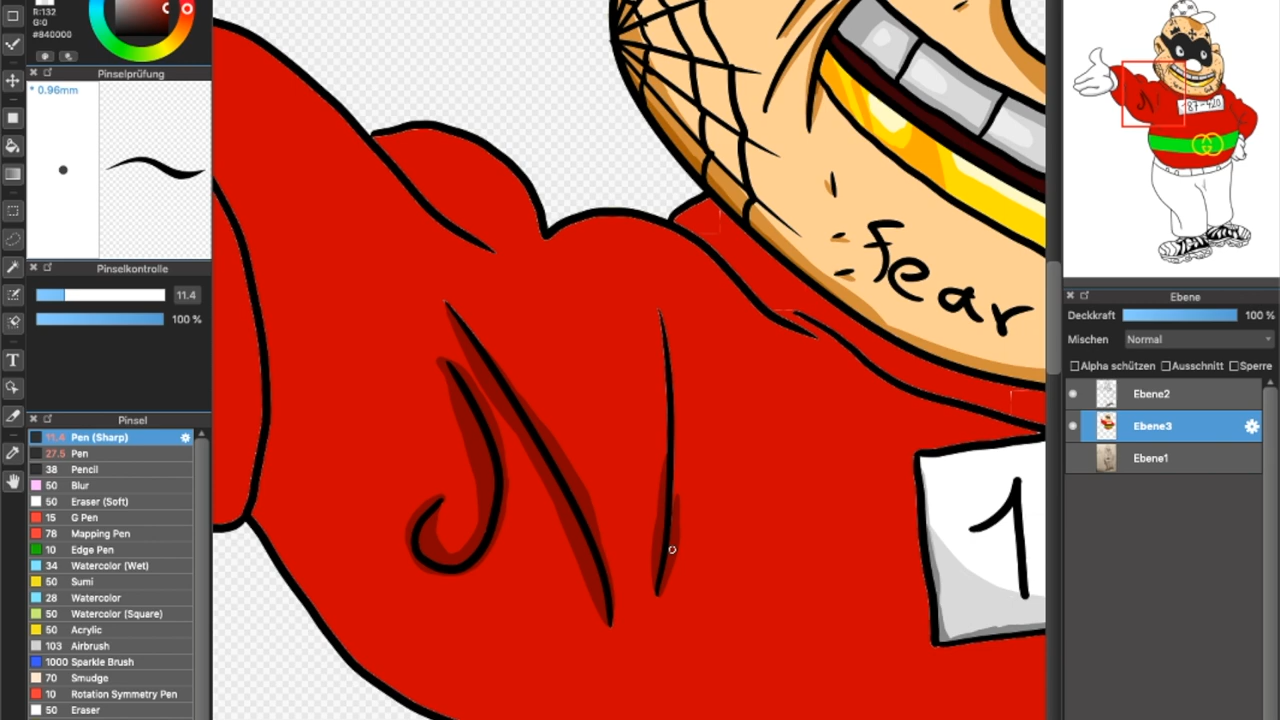 R:132
G:0
#840000
Pinselprüfung
* 0.96mm
Pinselkontrolle
11.4
100 %
Pinsel
11.4 Pen (Sharp)
27.5 Pen
38 Pencil
50 Blur
50 Eraser (Soft)
15 G Pen
78 Mapping Pen
10 Edge Pen
34 Watercolor (Wet)
50 Sumi
28 Watercolor
50 Watercolor (Square)
50 Acrylic
103 Airbrush
1000 Sparkle Brush
70 Smudge
10 Rotation Symmetry Pen
50 Eraser
T
fear
1
Ebene
Deckkraft 100 %
Mischen Normal
Alpha schützen Ausschnitt Sperre
Ebene2
Ebene3
Ebene1